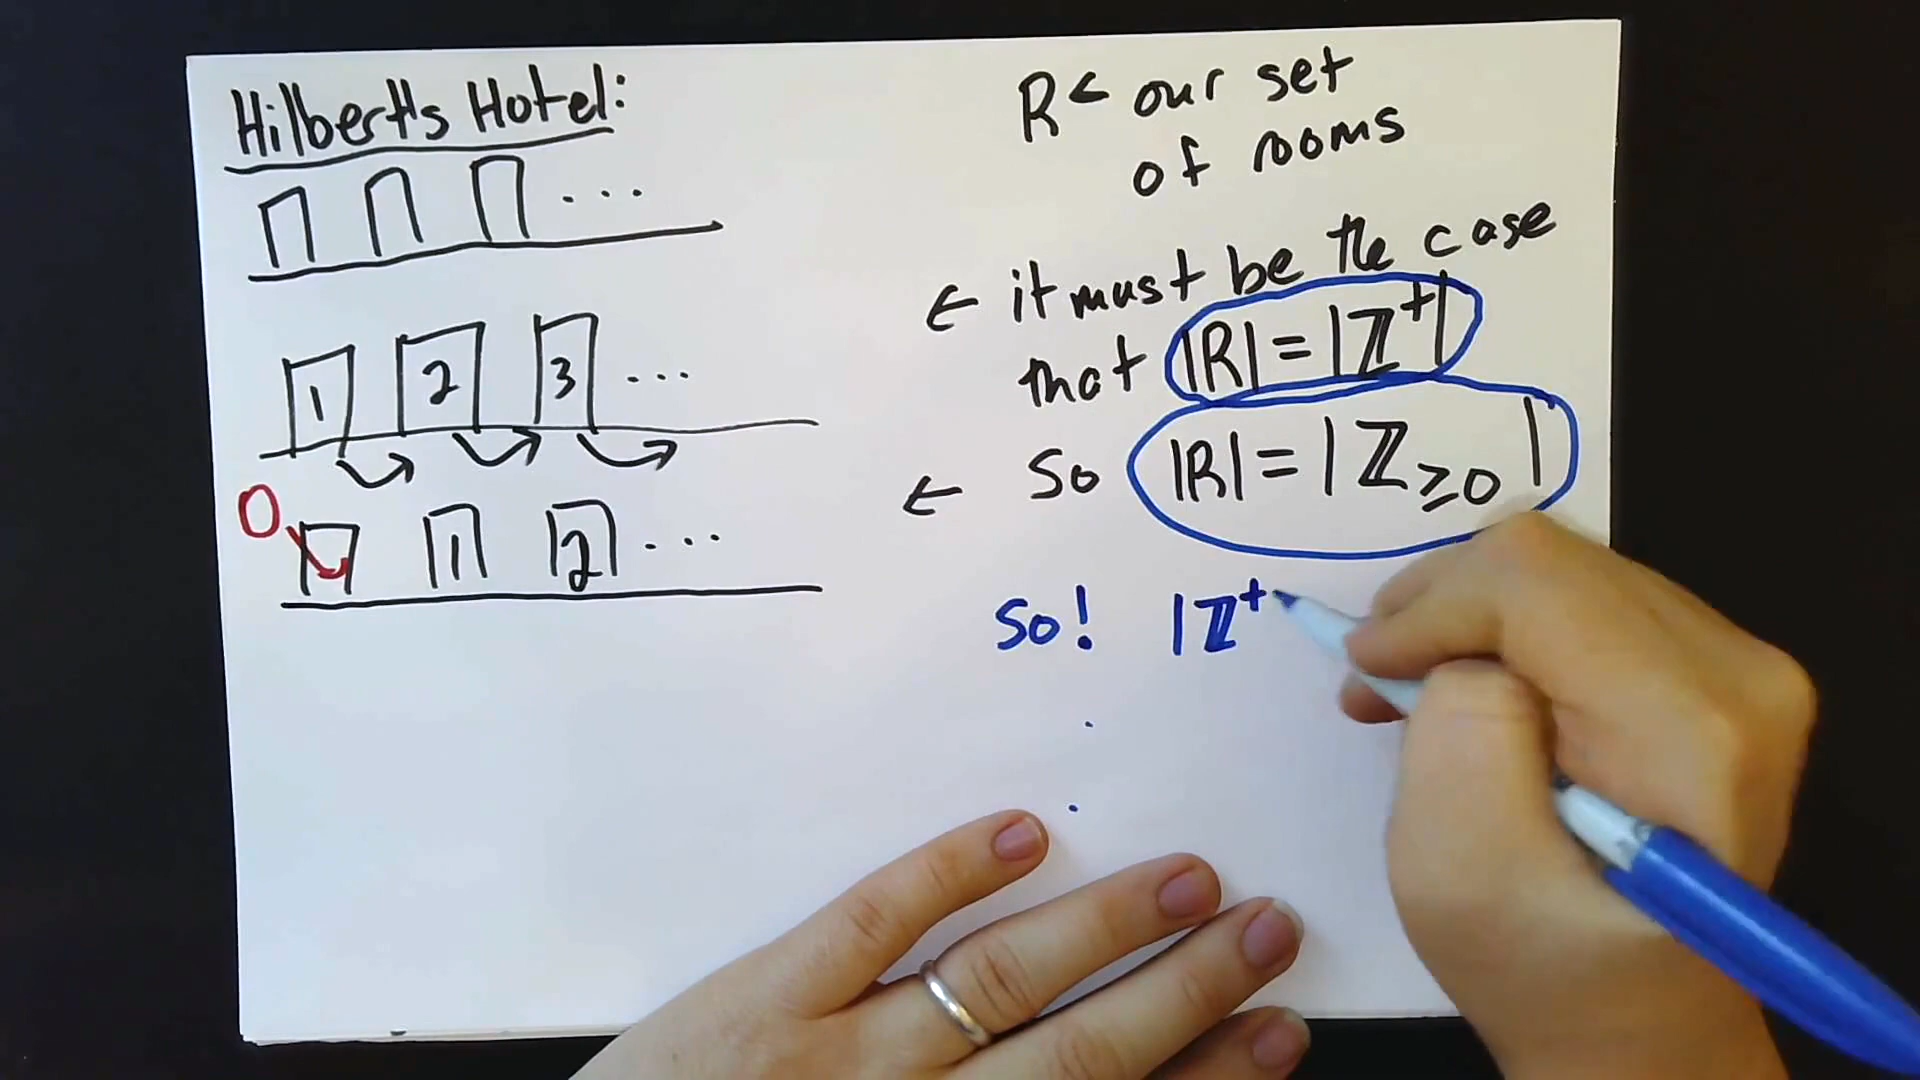 Hilbert's Hotel:
...
1 2 3 ...
0
1 2 ...
R ← our set
of rooms
← it must be the case
that |R| = |ℤ⁺|
← So |R| = |ℤ≥0|
So! |ℤ⁺